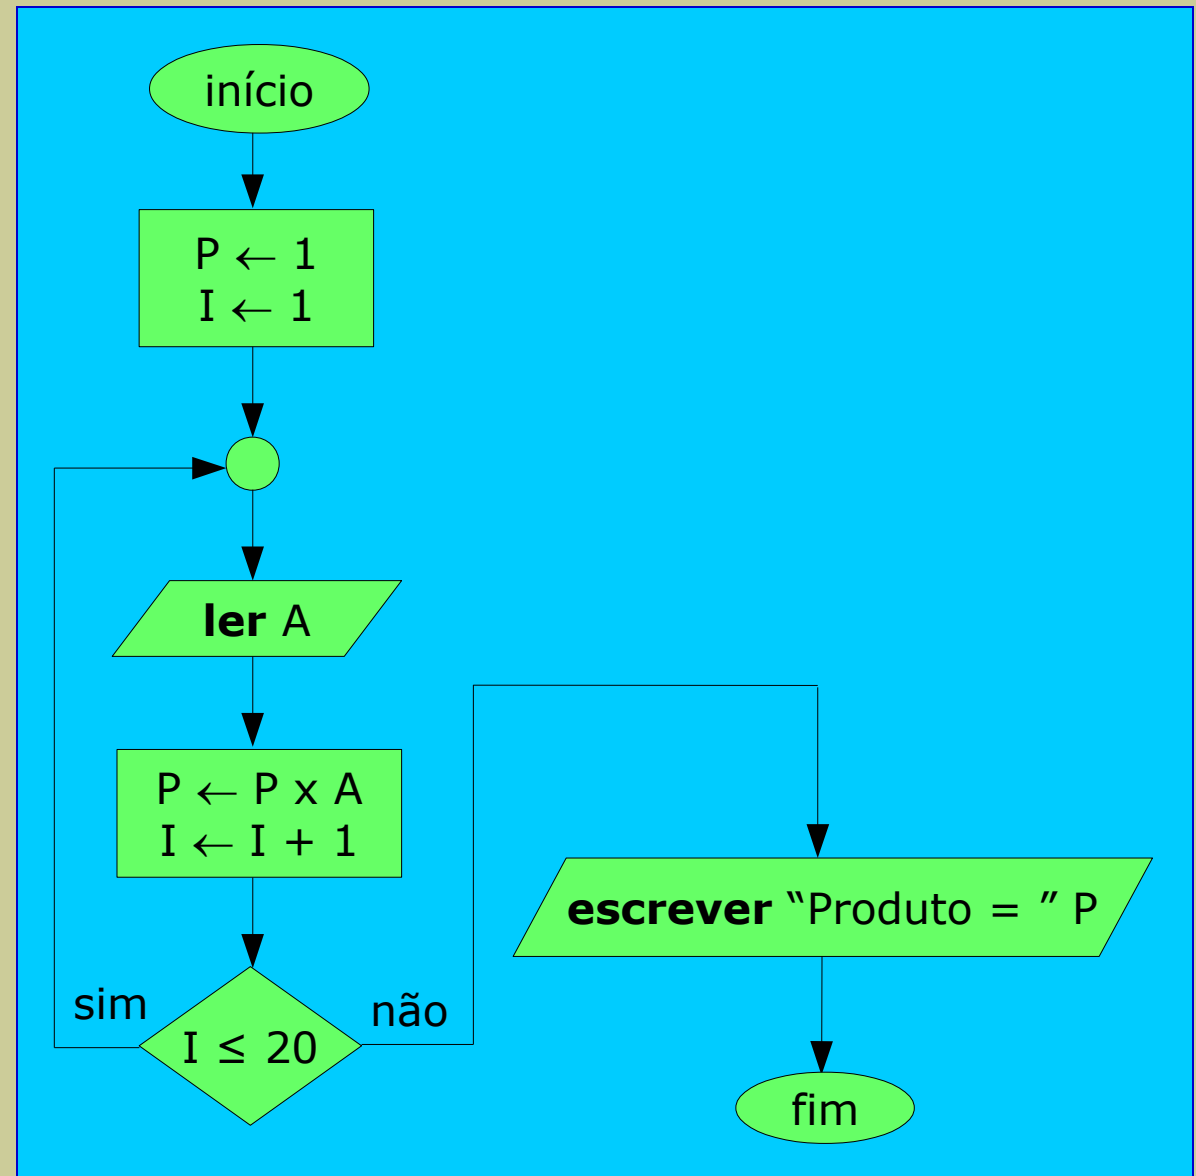 início
P ← 1
I ← 1
ler A
P ← P x A
I ← I + 1
sim
não
I ≤ 20
escrever “Produto = ” P
fim